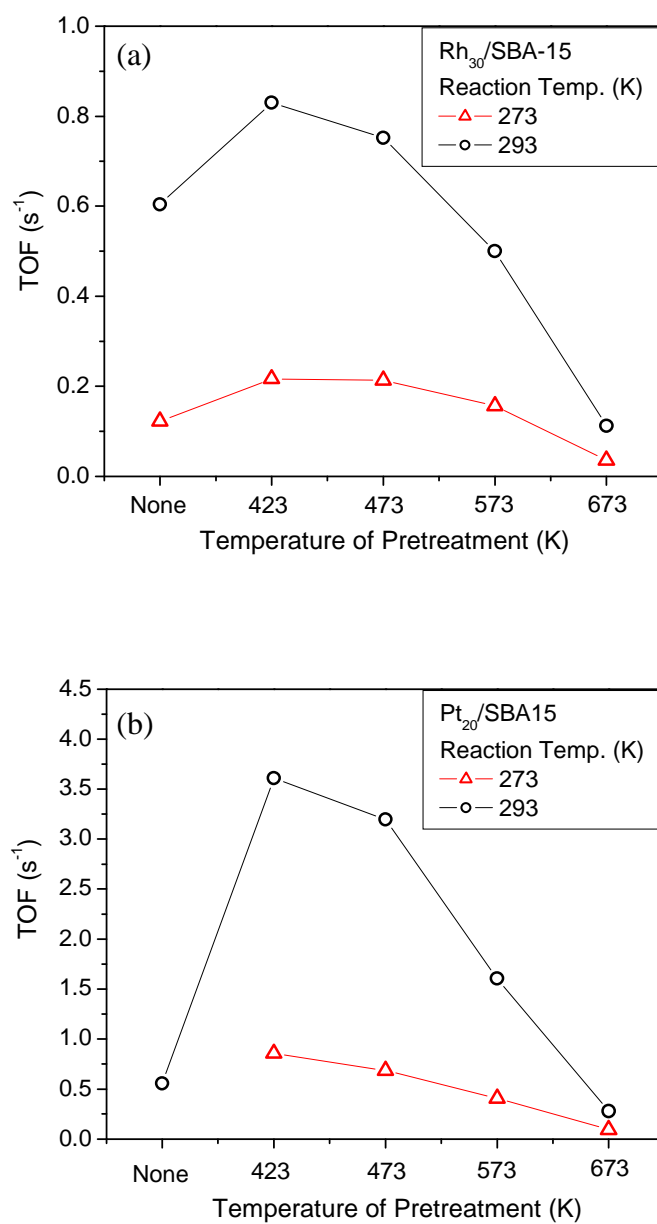 (a)
Rh30/SBA-15
Reaction Temp. (K)
273
293
1.0
0.8
0.6
0.4
0.2
0.0
TOF (s-1)
None 423 473 573 673
Temperature of Pretreatment (K)
(b)
Pt20/SBA15
Reaction Temp. (K)
273
293
4.5
4.0
3.5
3.0
2.5
2.0
1.5
1.0
0.5
0.0
TOF (s-1)
None 423 473 573 673
Temperature of Pretreatment (K)